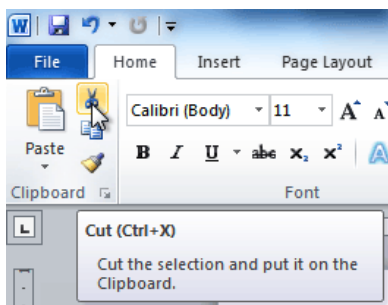 W
File Home Insert Page Layout
Calibri (Body) 11 A A
Paste B I U abc x₂ x² A
Clipboard Font
L
Cut (Ctrl+X)
Cut the selection and put it on the
Clipboard.